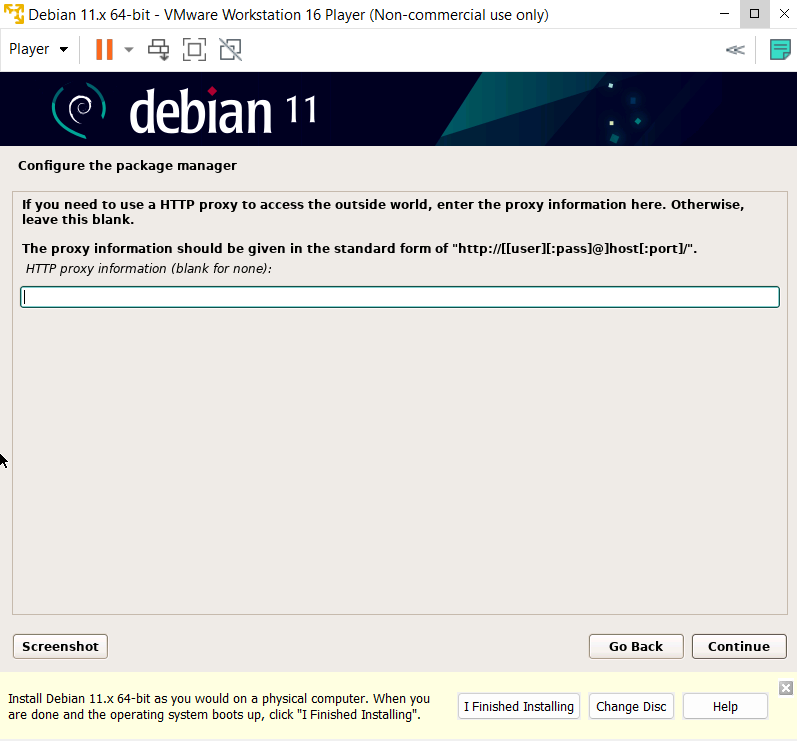 Debian 11.x 64-bit - VMware Workstation 16 Player (Non-commercial use only)
Player
debian 11
Configure the package manager
If you need to use a HTTP proxy to access the outside world, enter the proxy information here. Otherwise,
leave this blank.
The proxy information should be given in the standard form of "http://[[user][:pass]@]host[:port]/".
HTTP proxy information (blank for none):
Screenshot
Go Back
Continue
Install Debian 11.x 64-bit as you would on a physical computer. When you
are done and the operating system boots up, click "I Finished Installing".
I Finished Installing
Change Disc
Help